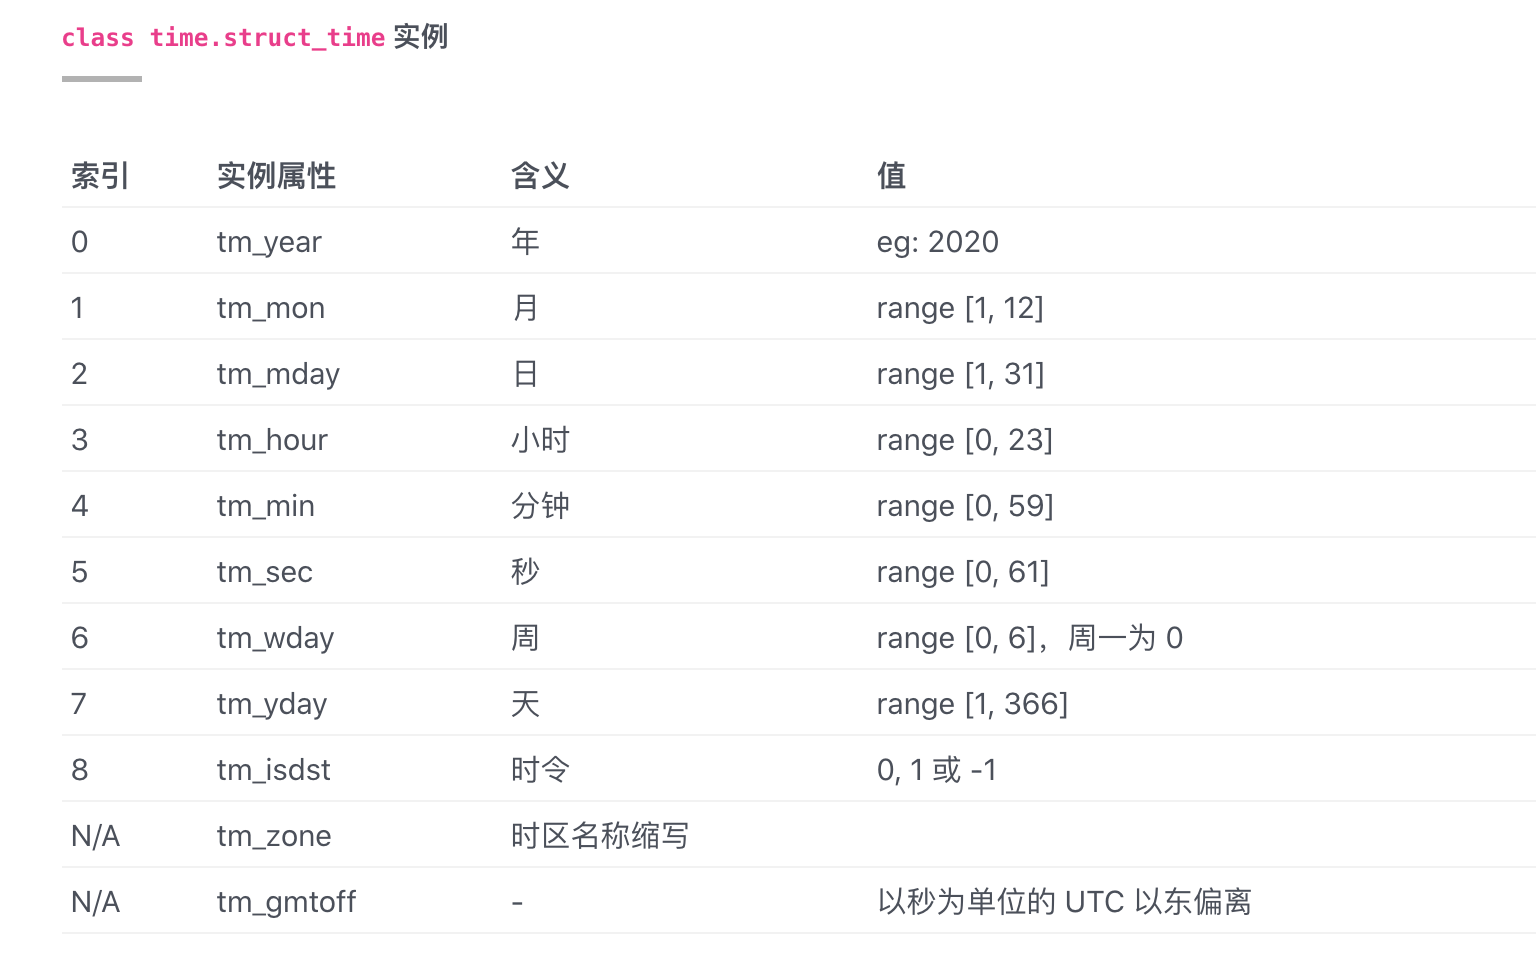 class time.struct_time 实例
索引 实例属性 含义 值
0 tm_year 年 eg: 2020
1 tm_mon 月 range [1, 12]
2 tm_mday 日 range [1, 31]
3 tm_hour 小时 range [0, 23]
4 tm_min 分钟 range [0, 59]
5 tm_sec 秒 range [0, 61]
6 tm_wday 周 range [0, 6]，周一为 0
7 tm_yday 天 range [1, 366]
8 tm_isdst 时令 0, 1 或 -1
N/A tm_zone 时区名称缩写
N/A tm_gmtoff - 以秒为单位的 UTC 以东偏离